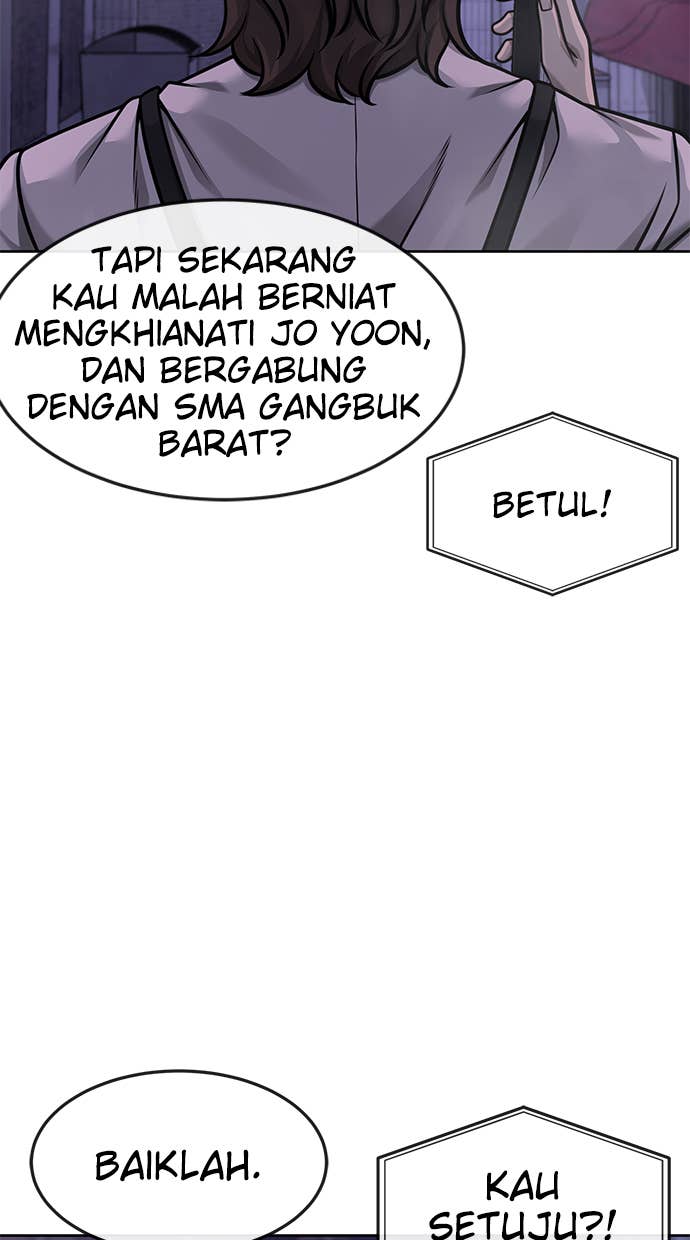 TAPI SEKARANG
KAU MALAH BERNIAT
MENGKHIANATI JO YOON,
DAN BERGABUNG
DENGAN SMA GANGBUK
BARAT?
BETUL!
BAIKLAH.
KAU
SETUJU?!